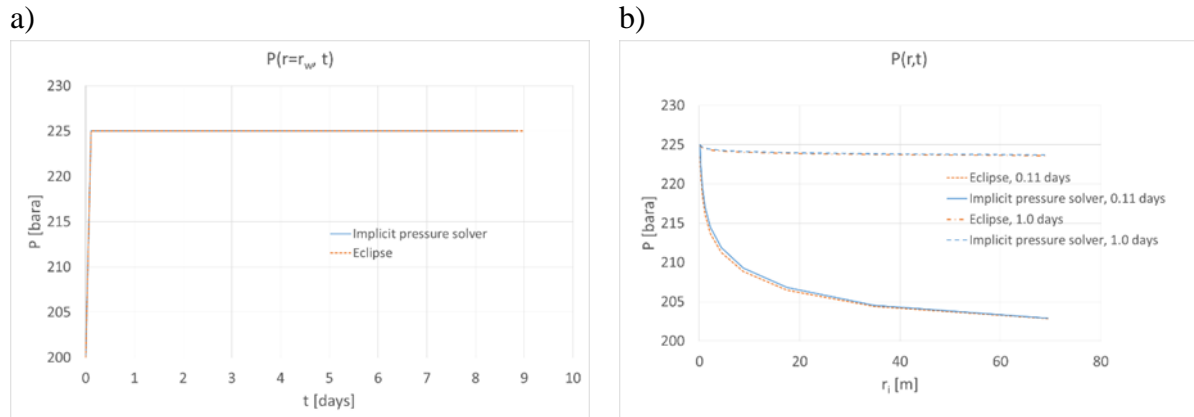 a)
P(r=rw, t)
230
225
220
215
210
205
200
P [bara]
0 1 2 3 4 5 6 7 8 9 10
t [days]
Implicit pressure solver
Eclipse
b)
P(r,t)
230
225
220
215
210
205
200
P [bara]
0 20 40 60 80
ri [m]
Eclipse, 0.11 days
Implicit pressure solver, 0.11 days
Eclipse, 1.0 days
Implicit pressure solver, 1.0 days